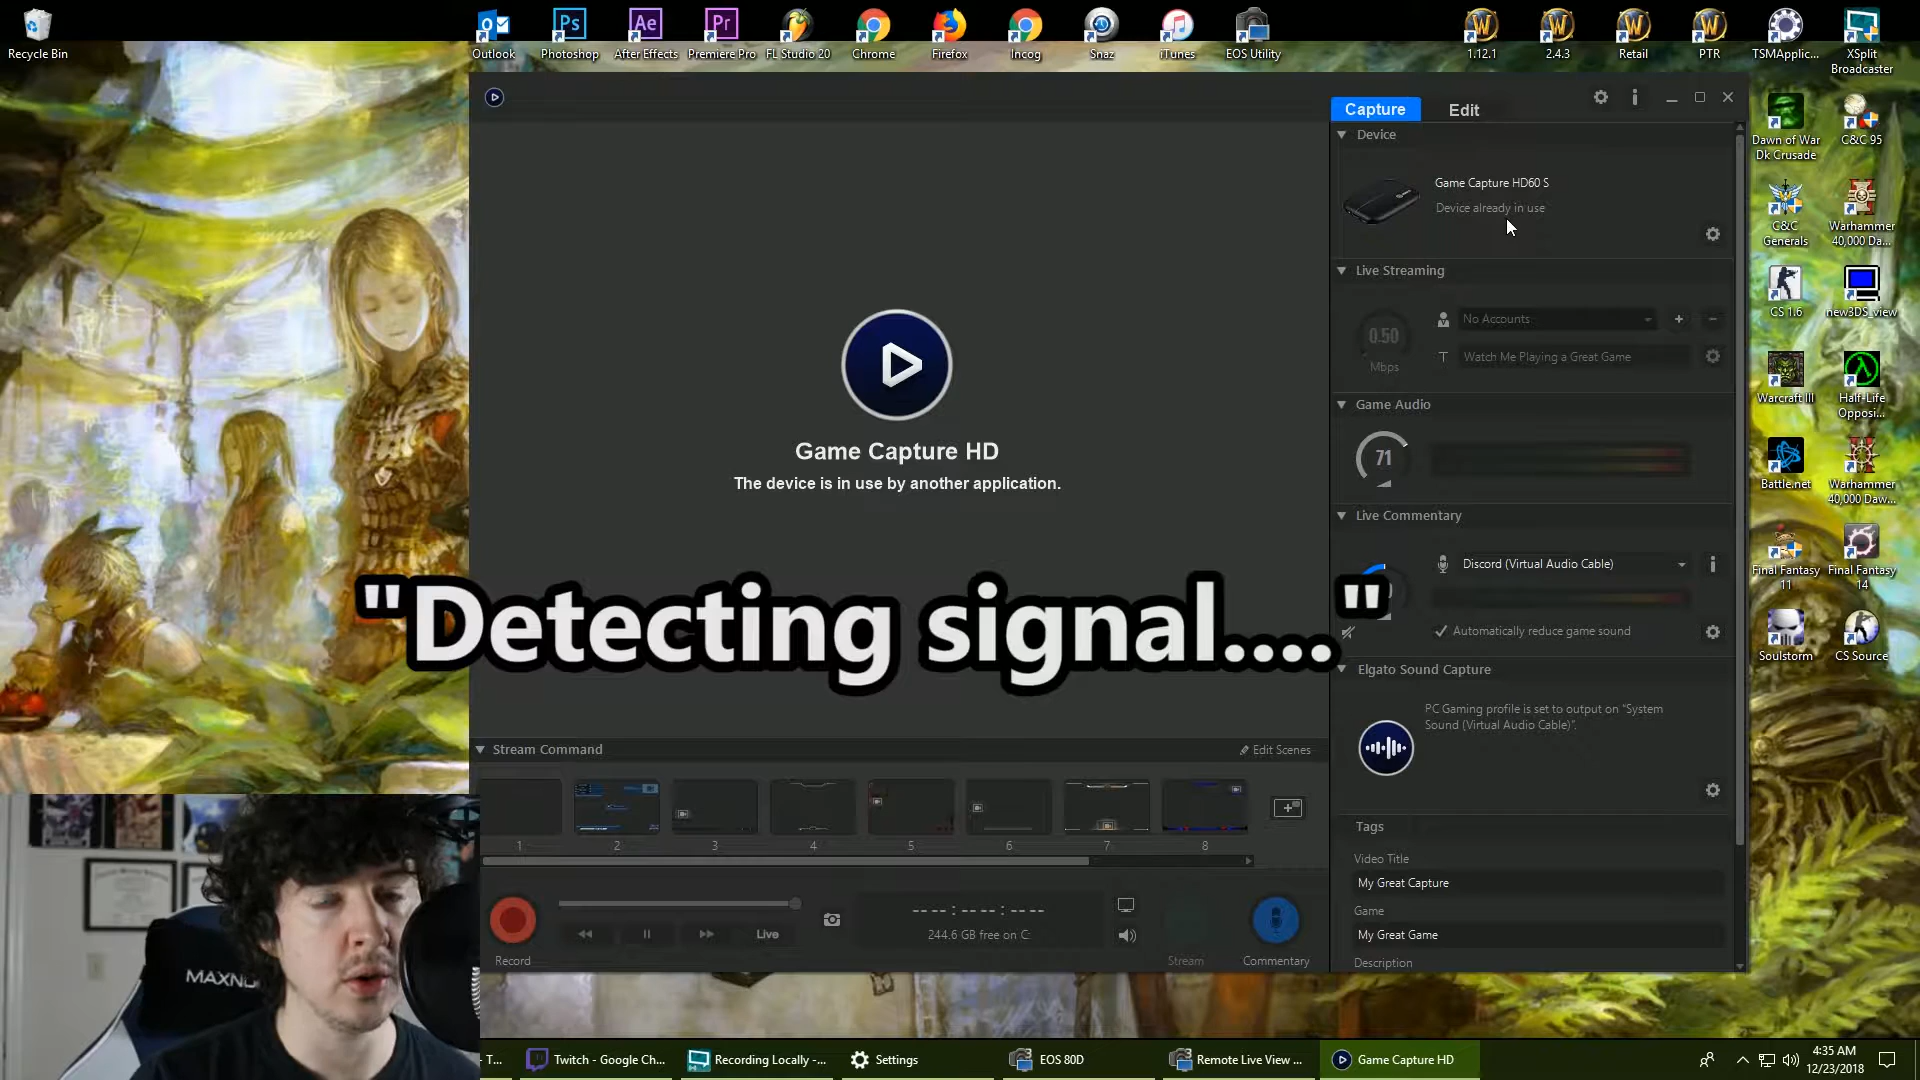 Recycle Bin
Outlook
Photoshop
After Effects
Premiere Pro
FL Studio 20
Chrome
Firefox
Incog
Snaz
iTunes
EOS Utility
1.12.1
2.4.3
Retail
PTR
TSMApplic...
XSplit
Broadcaster
Capture
Edit
Device
Game Capture HD60 S
Device already in use
Live Streaming
0.50
Mbps
No Accounts
Watch Me Playing a Great Game
Game Audio
71
Live Commentary
Discord (Virtual Audio Cable)
Automatically reduce game sound
Elgato Sound Capture
PC Gaming profile is set to output on "System
Sound (Virtual Audio Cable)".
Tags
Video Title
My Great Capture
Game
My Great Game
Description
Game Capture HD
The device is in use by another application.
"Detecting signal.... "
Stream Command
Edit Scenes
1
2
3
4
5
6
7
8
Record
Live
-- -- : -- -- : -- --
244.6 GB free on C:
Stream
Commentary
Dawn of War
Dk Crusade
C&C 95
C&C
Generals
Warhammer
40,000 Da...
CS 1.6
new3DS_view
Warcraft III
Half-Life
Opposi...
Battle.net
Warhammer
40,000 Daw...
Final Fantasy
11
Final Fantasy
14
Soulstorm
CS Source
- T...
Twitch - Google Ch...
Recording Locally -...
Settings
EOS 80D
Remote Live View ...
Game Capture HD
4:35 AM
12/23/2018